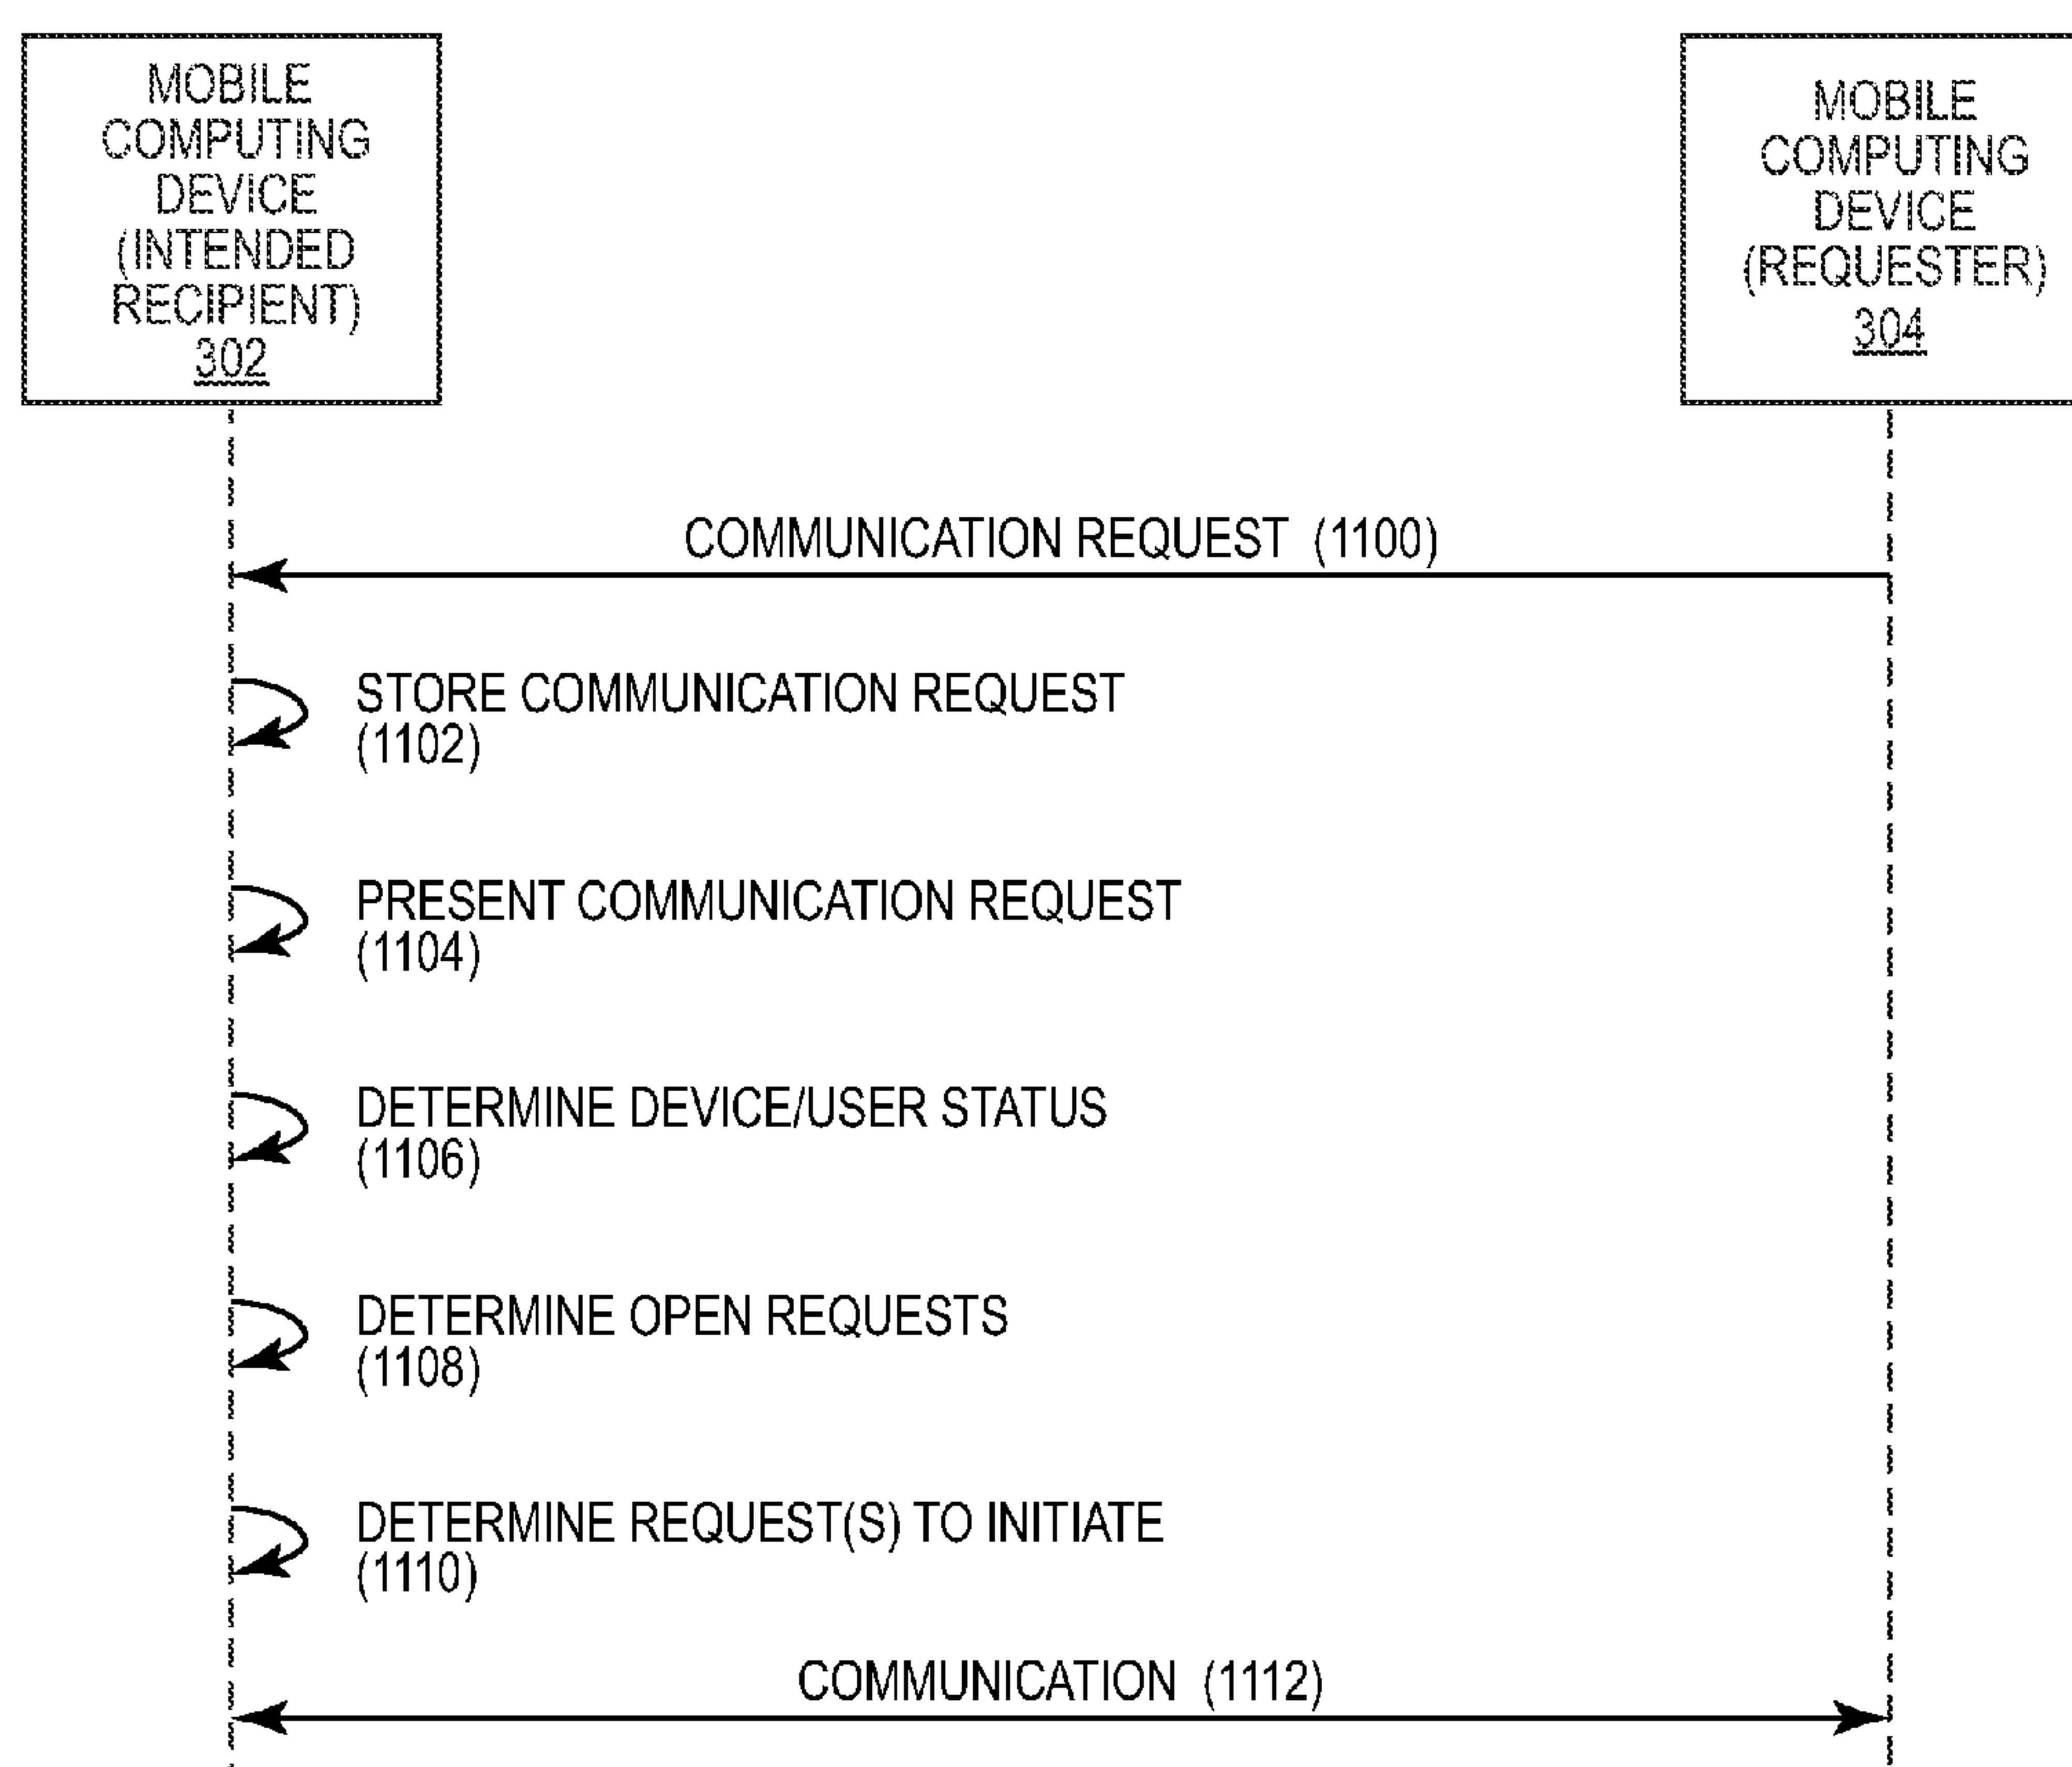 MOBILE
COMPUTING
DEVICE
(INTENDED
RECIPIENT)
302
MOBILE
COMPUTING
DEVICE
(REQUESTER)
304
COMMUNICATION REQUEST (1100)
STORE COMMUNICATION REQUEST
(1102)
PRESENT COMMUNICATION REQUEST
(1104)
DETERMINE DEVICE/USER STATUS
(1106)
DETERMINE OPEN REQUESTS
(1108)
DETERMINE REQUEST(S) TO INITIATE
(1110)
COMMUNICATION (1112)